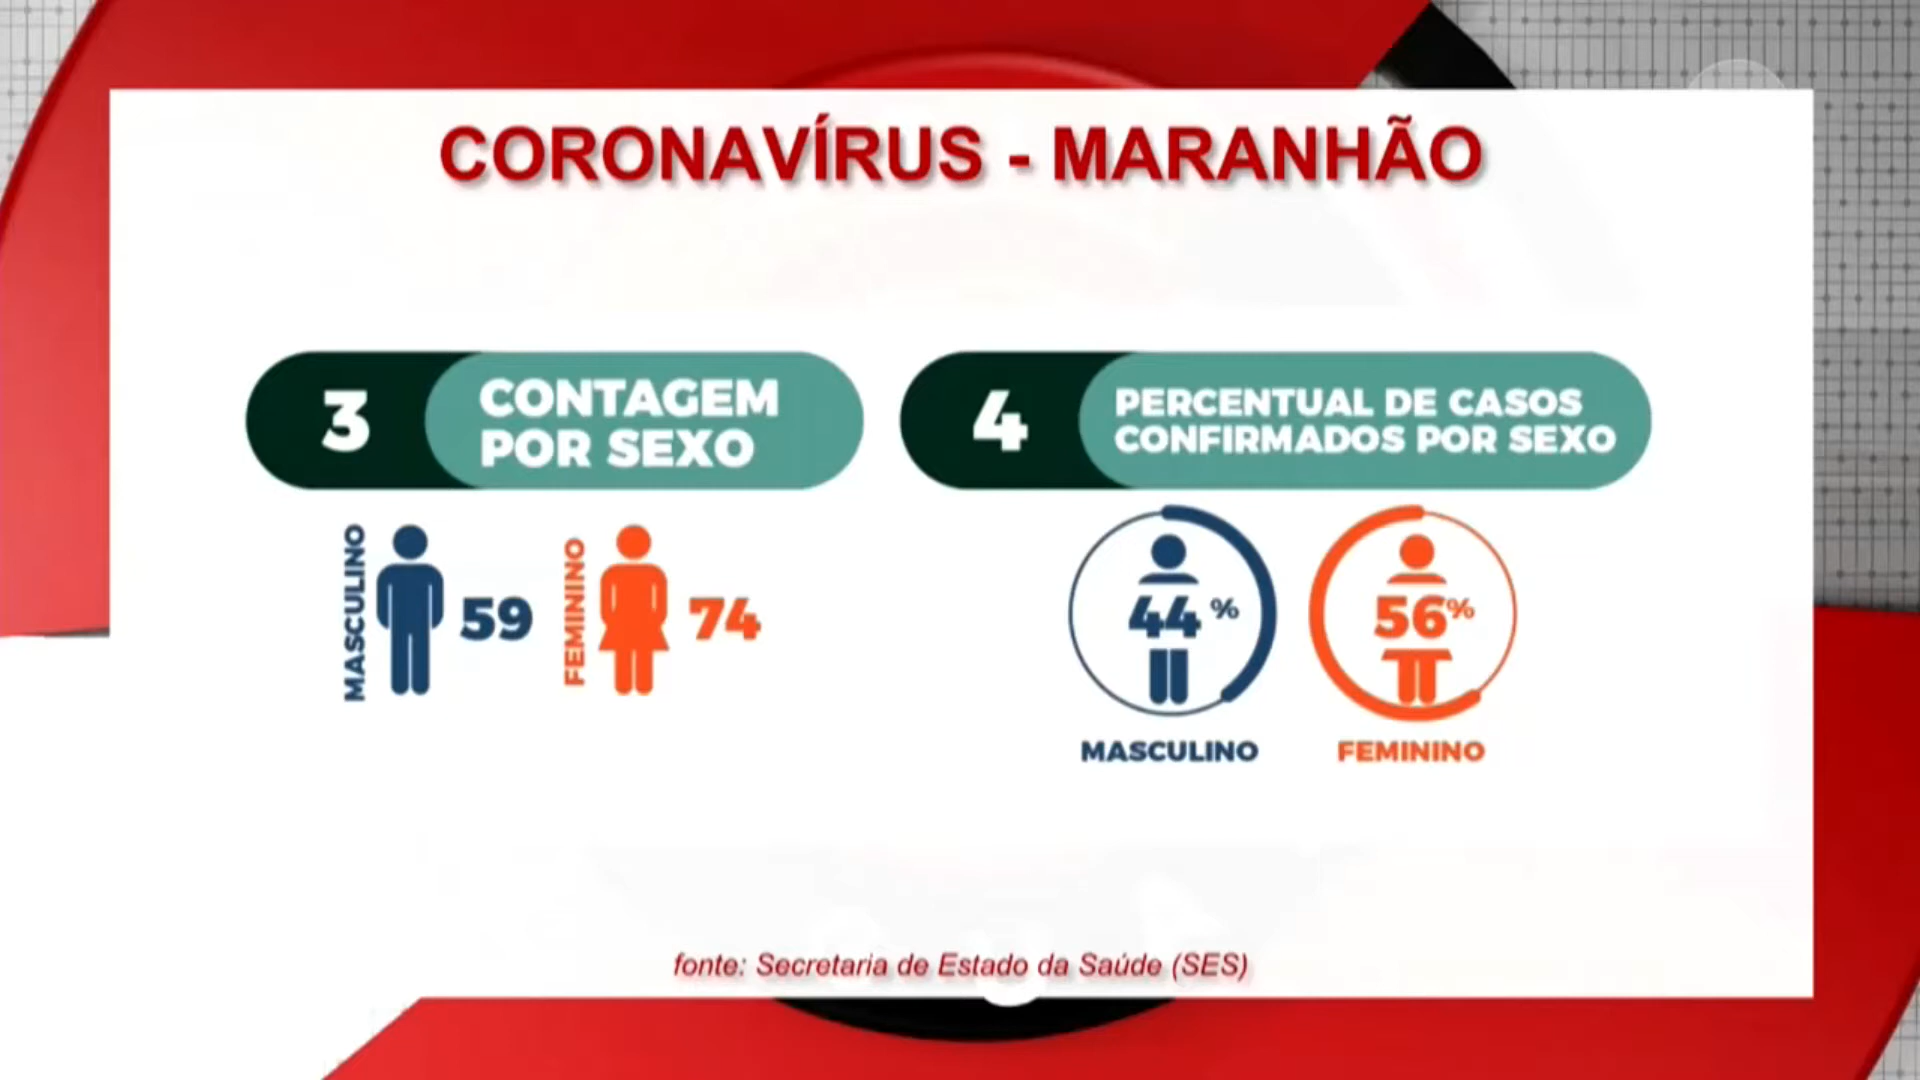 CORONAVÍRUS - MARANHÃO
3
CONTAGEM
POR SEXO
MASCULINO
59
FEMININO
74
4
PERCENTUAL DE CASOS
CONFIRMADOS POR SEXO
44 %
MASCULINO
56%
FEMININO
fonte: Secretaria de Estado da Saúde (SES)